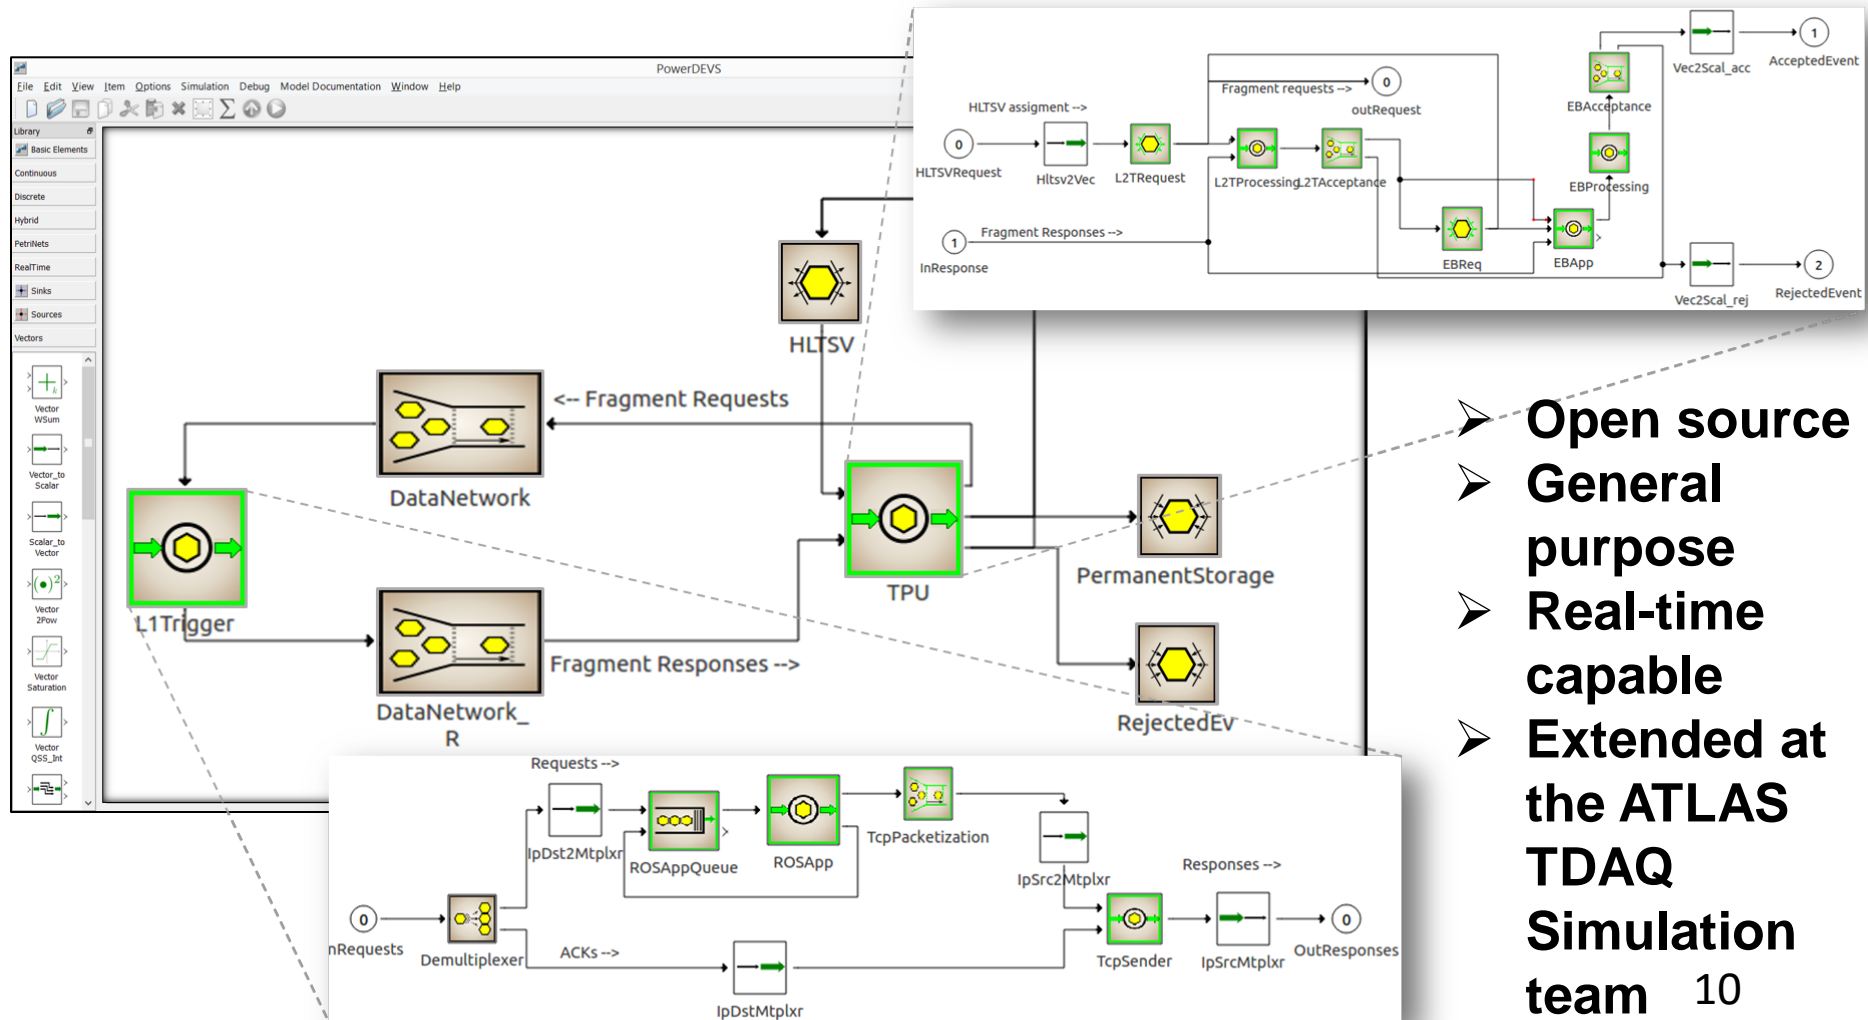 PowerDEVS
File Edit View Item Options Simulation Debug Model Documentation Window Help
Library
Basic Elements
Continuous
Discrete
Hybrid
PetriNets
RealTime
Sinks
Sources
Vectors
Vector
WSum
Vector_to
Scalar
Scalar_to
Vector
Vector
2Pow
Vector
Saturation
Vector
QSS_Int
HLTSV
<-- Fragment Requests
DataNetwork
L1Trigger
TPU
PermanentStorage
Fragment Responses -->
DataNetwork_
R
RejectedEv
HLTSV assigment -->
0
HLTSVRequest
Hltsv2Vec
L2TRequest
Fragment requests -->
0
outRequest
L2TProcessing
L2TAcceptance
EBAcceptance
Vec2Scal_acc
1
AcceptedEvent
EBProcessing
1
InResponse
Fragment Responses -->
EBReq
EBApp
Vec2Scal_rej
2
RejectedEvent
Requests -->
IpDst2Mtplxr
ROSAppQueue
ROSApp
TcpPacketization
IpSrc2Mtplxr
Responses -->
0
nRequests
Demultiplexer
ACKs -->
IpDstMtplxr
TcpSender
IpSrcMtplxr
0
OutResponses
➢ Open source
➢ General
purpose
➢ Real-time
capable
➢ Extended at
the ATLAS
TDAQ
Simulation
team
10